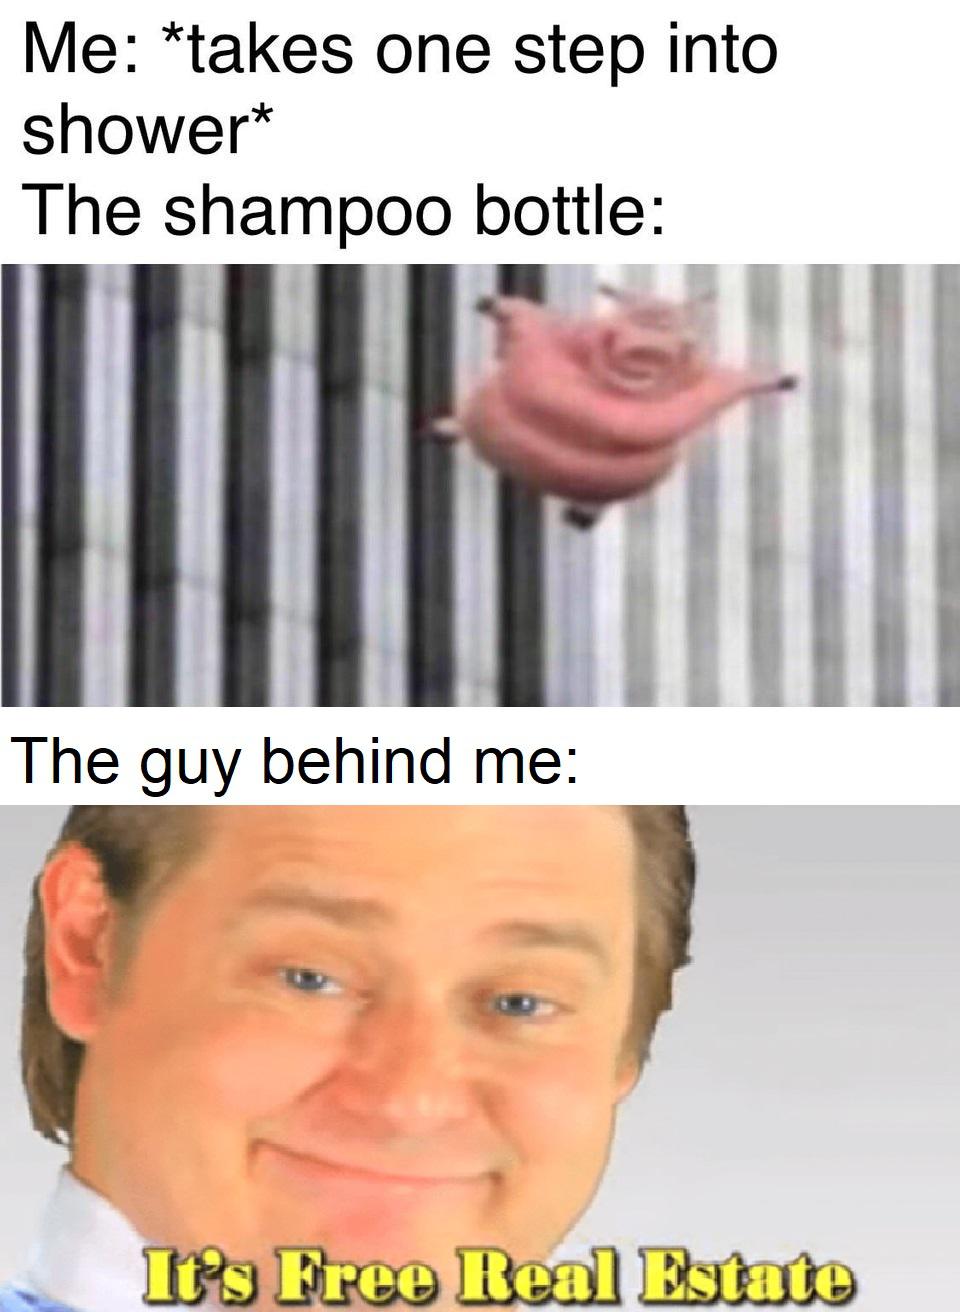 Me: *takes one step into
shower*
The shampoo bottle:
The guy behind me:
It's Free Real Estate